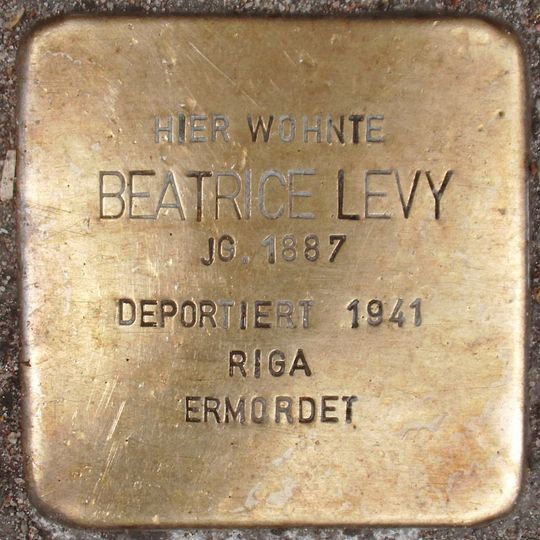 HIER WOHNTE
BEATRICE LEVY
JG. 1887
DEPORTIERT 1941
RIGA
ERMORDET